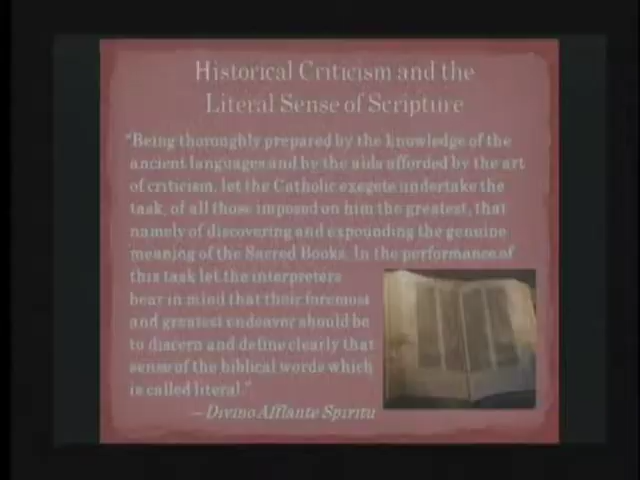 Historical Criticism and the
Literal Sense of Scripture
"Being thoroughly prepared by the knowledge of the
ancient languages and by the aids afforded by the art
of criticism, let the Catholic exegete undertake the
task, of all those imposed on him the greatest, that
namely of discovering and expounding the genuine
meaning of the Sacred Books. In the performance of
this task let the interpreters
bear in mind that their foremost
and greatest endeavor should be
to discern and define clearly that
sense of the biblical words which
is called literal."
—Divino Afflante Spiritu